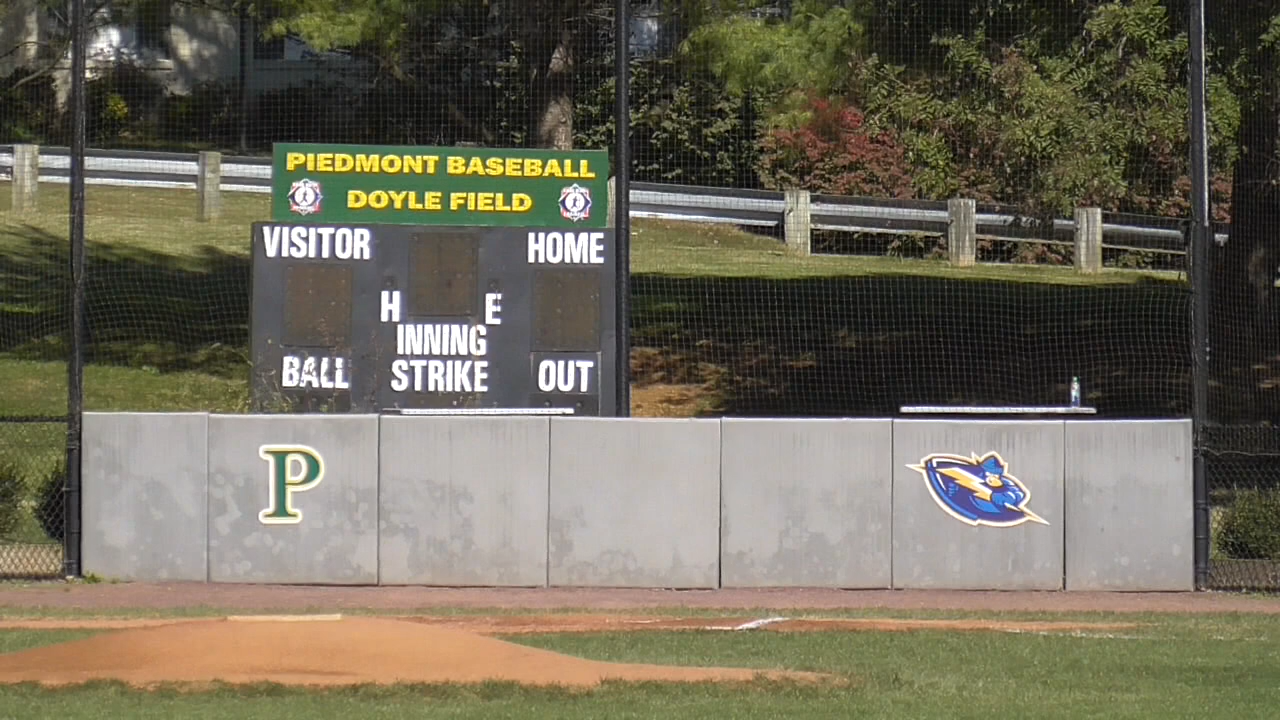 PIEDMONT BASEBALL
DOYLE FIELD
VISITOR HOME
H E
INNING
BALL STRIKE OUT
P